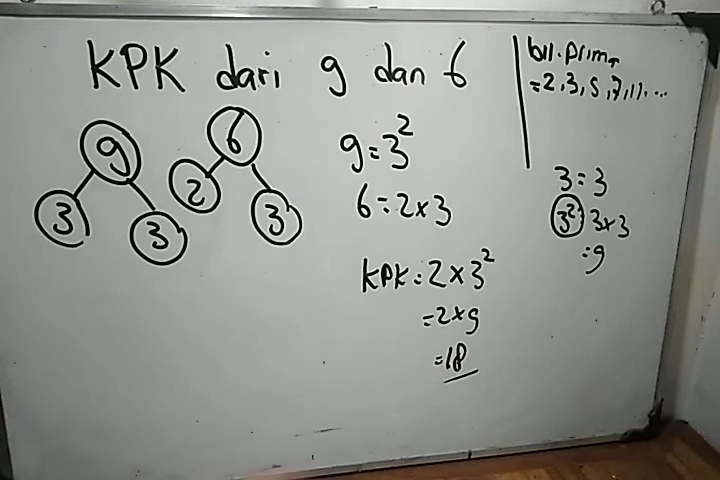 KPK dari 9 dan 6
bil. prima
= 2, 3, 5, 7, 11, ...
9
3
3
6
2
3
9 = 3²
6 = 2 x 3
KPK = 2 x 3²
= 2 x 9
= 18
3 = 3
3² = 3 x 3
= 9